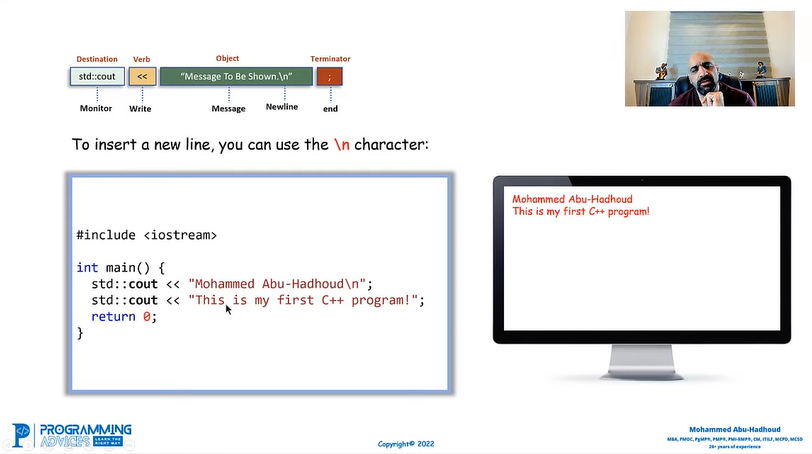 Destination Verb Object Terminator
std::cout << “Message To Be Shown.\n” ;
Monitor Write Message Newline end
To insert a new line, you can use the \n character:
#include <iostream>
int main() {
std::cout << "Mohammed Abu-Hadhoud\n";
std::cout << "This is my first C++ program!";
return 0;
}
Mohammed Abu-Hadhoud
This is my first C++ program!
PROGRAMMING
ADVICES
LEARN THE
RIGHT WAY
Copyright© 2022
Mohammed Abu-Hadhoud
MBA, PMOC, PgMP®, PMP®, PMI-RMP®, CM, ITILF, MCPD, MCSD
26+ years of experience